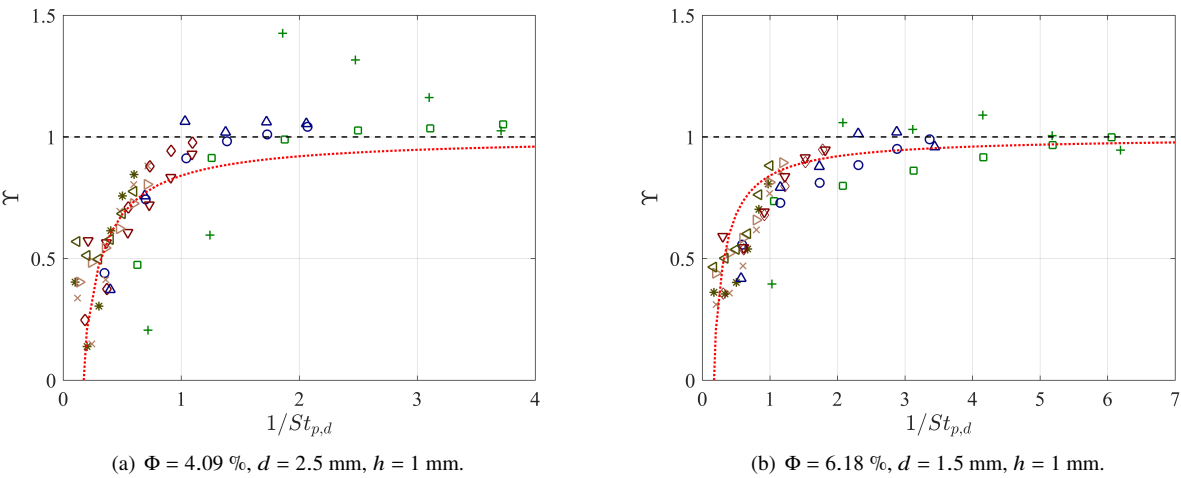 1.5
1
0.5
0
ϒ
0 1 2 3 4
1/St_{p,d}
(a) Φ = 4.09 %, d = 2.5 mm, h = 1 mm.
1.5
1
0.5
0
ϒ
0 1 2 3 4 5 6 7
1/St_{p,d}
(b) Φ = 6.18 %, d = 1.5 mm, h = 1 mm.